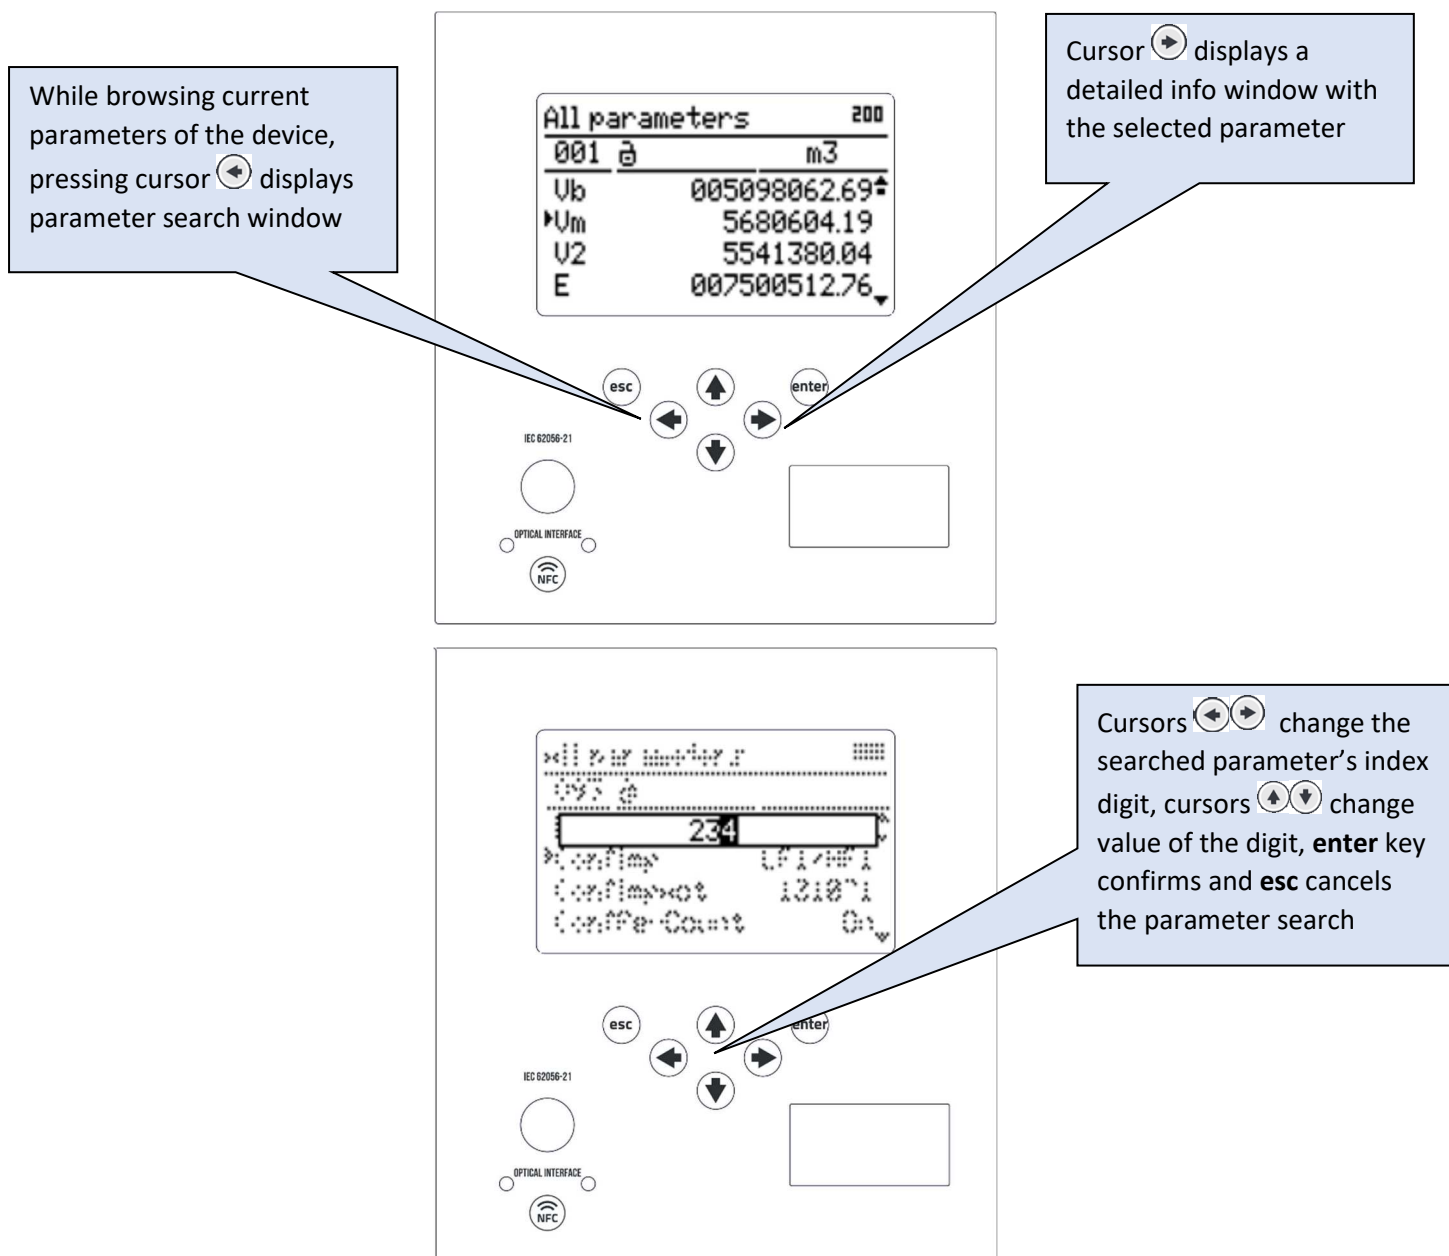 While browsing current
parameters of the device,
pressing cursor displays
parameter search window
Cursor displays a
detailed info window with
the selected parameter
All parameters 200
001 m3
Vb 005098062.69
Vm 5680604.19
V2 5541380.04
E 007500512.76
esc
enter
IEC 62056-21
OPTICAL INTERFACE
NFC
Cursors change the
searched parameter's index
digit, cursors change
value of the digit, enter key
confirms and esc cancels
the parameter search
234
esc
enter
IEC 62056-21
OPTICAL INTERFACE
NFC